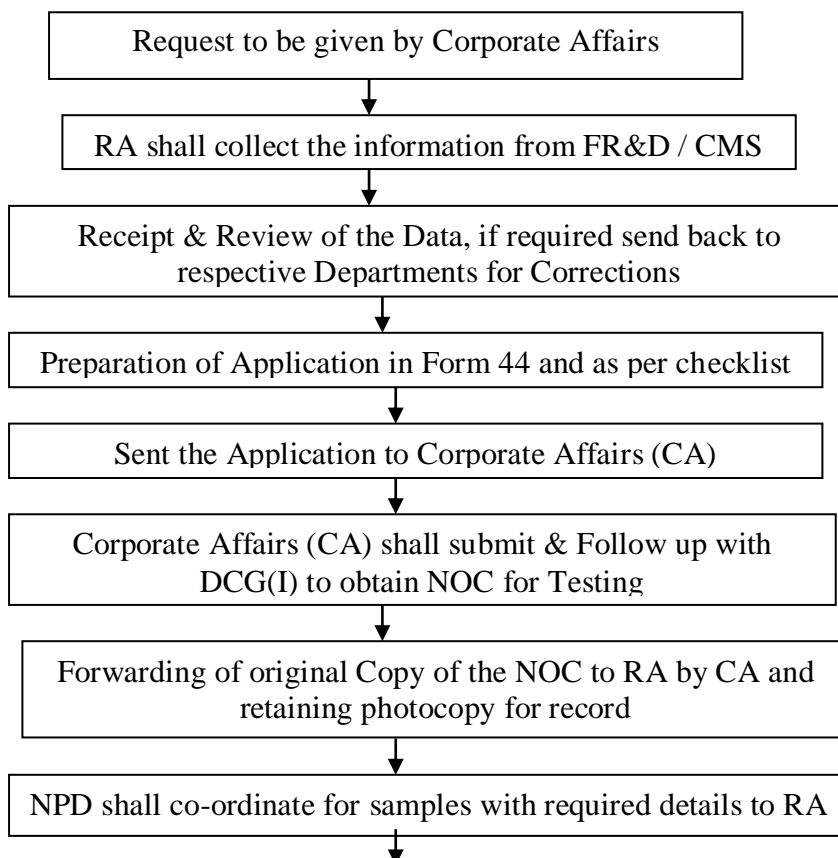 Request to be given by Corporate Affairs
RA shall collect the information from FR&D / CMS
Receipt & Review of the Data, if required send back to
respective Departments for Corrections
Preparation of Application in Form 44 and as per checklist
Sent the Application to Corporate Affairs (CA)
Corporate Affairs (CA) shall submit & Follow up with
DCG(I) to obtain NOC for Testing
Forwarding of original Copy of the NOC to RA by CA and
retaining photocopy for record
NPD shall co-ordinate for samples with required details to RA